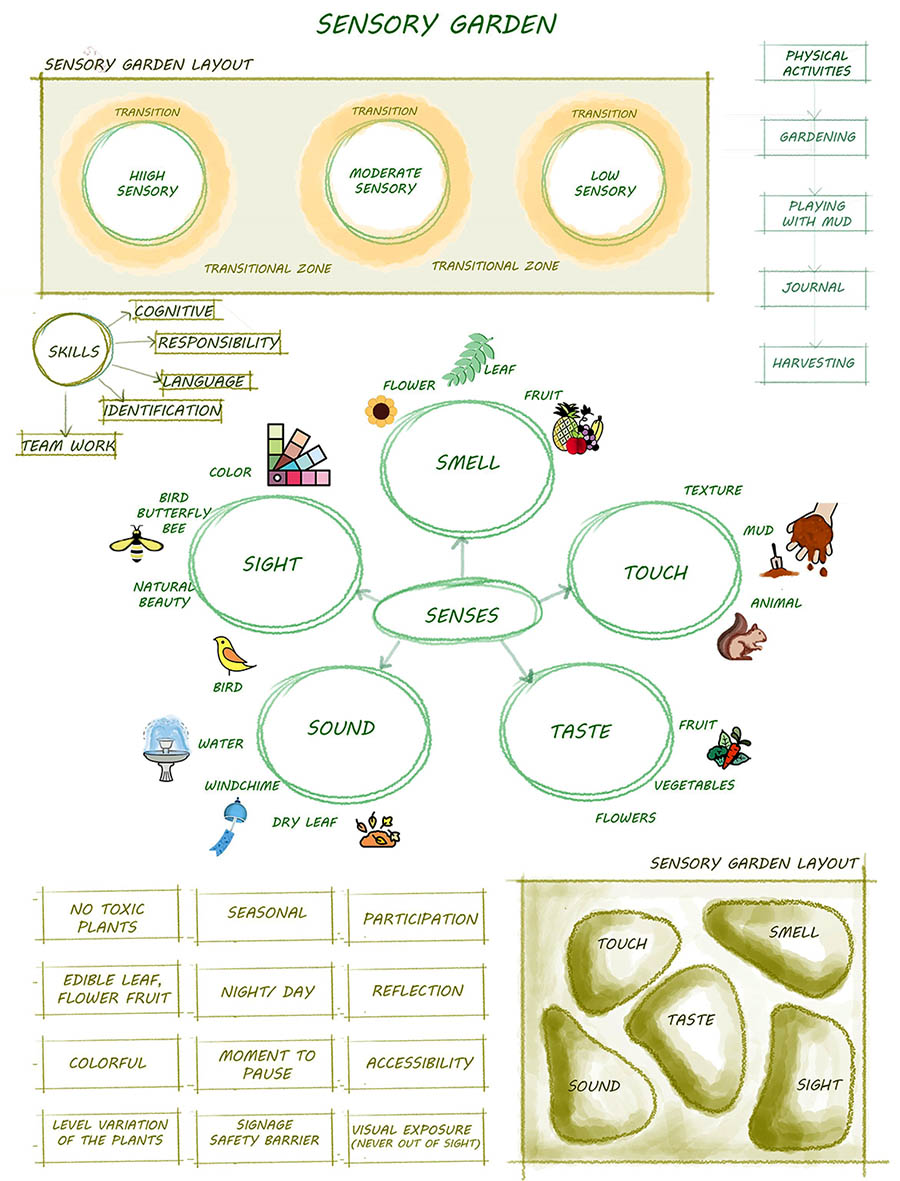 SENSORY GARDEN
SENSORY GARDEN LAYOUT
TRANSITION
HIIGH
SENSORY
TRANSITION
MODERATE
SENSORY
TRANSITION
LOW
SENSORY
TRANSITIONAL ZONE
TRANSITIONAL ZONE
PHYSICAL
ACTIVITIES
GARDENING
PLAYING
WITH MUD
JOURNAL
HARVESTING
SKILLS
COGNITIVE
RESPONSIBILITY
LANGUAGE
IDENTIFICATION
TEAM WORK
SENSES
SMELL
FLOWER
LEAF
FRUIT
SIGHT
COLOR
BIRD
BUTTERFLY
BEE
NATURAL
BEAUTY
TOUCH
TEXTURE
MUD
ANIMAL
SOUND
BIRD
WATER
WINDCHIME
DRY LEAF
TASTE
FRUIT
VEGETABLES
FLOWERS
NO TOXIC
PLANTS
SEASONAL
PARTICIPATION
EDIBLE LEAF,
FLOWER FRUIT
NIGHT/ DAY
REFLECTION
COLORFUL
MOMENT TO
PAUSE
ACCESSIBILITY
LEVEL VARIATION
OF THE PLANTS
SIGNAGE
SAFETY BARRIER
VISUAL EXPOSURE
(NEVER OUT OF SIGHT)
SENSORY GARDEN LAYOUT
TOUCH
SMELL
TASTE
SOUND
SIGHT